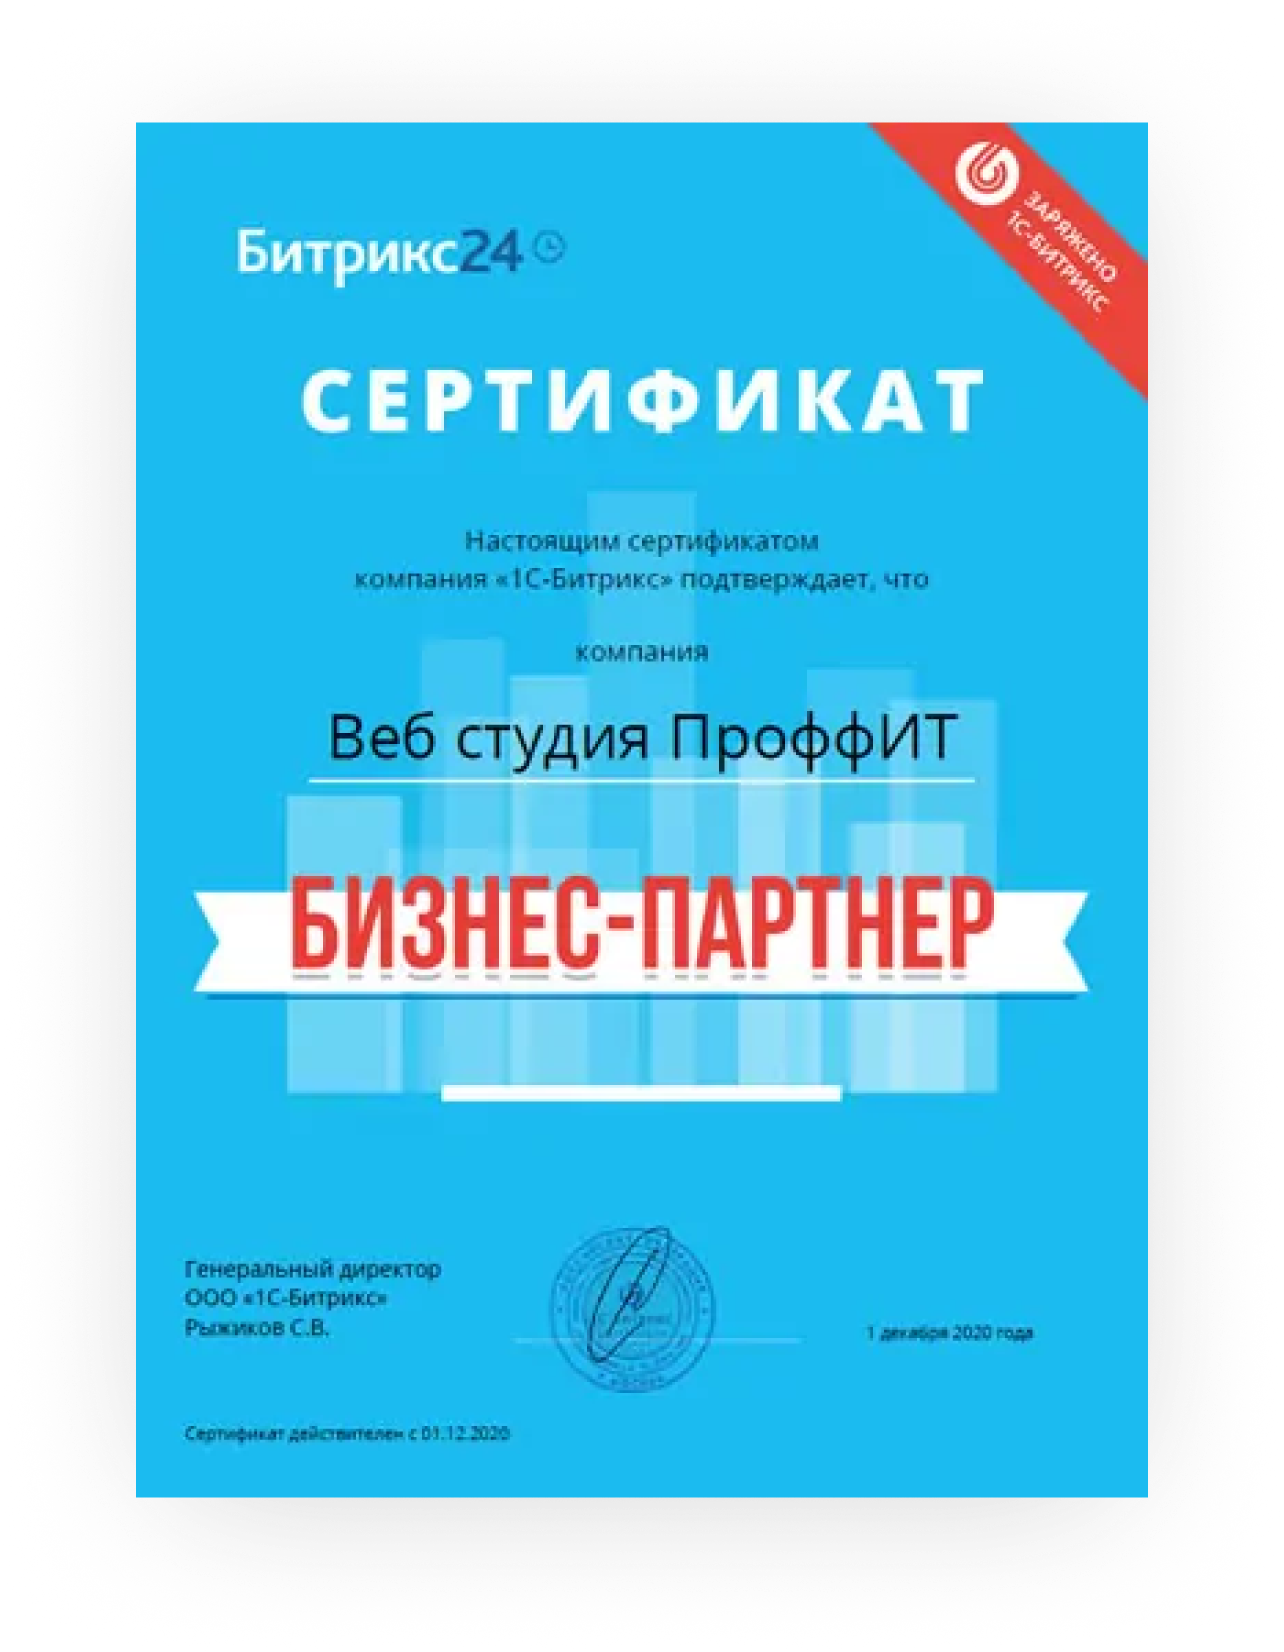 Битрикс24
ЗАРЯЖЕНО
1С-БИТРИКС
СЕРТИФИКАТ
Настоящим сертификатом
компания «1С-Битрикс» подтверждает, что
компания
Веб студия ПроффИТ
БИЗНЕС-ПАРТНЕР
Генеральный директор
ООО «1С-Битрикс»
Рыжиков С.В.
1 декабря 2020 года
Сертификат действителен с 01.12.2020